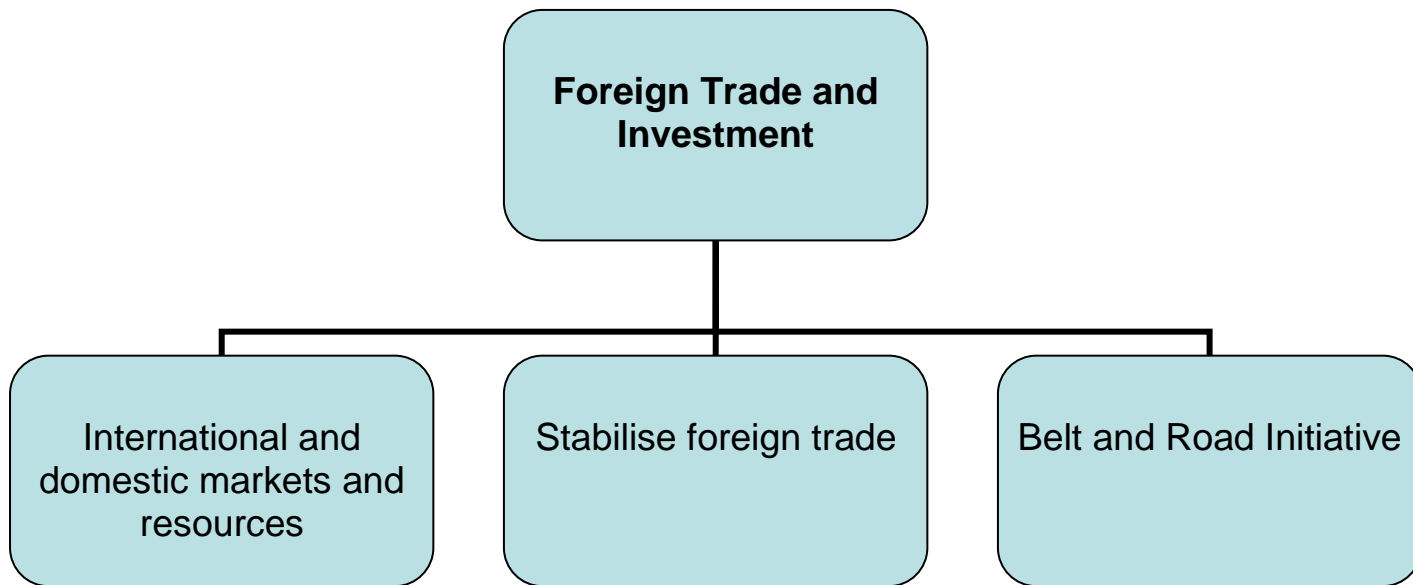 Foreign Trade and
Investment
International and
domestic markets and
resources
Stabilise foreign trade
Belt and Road Initiative